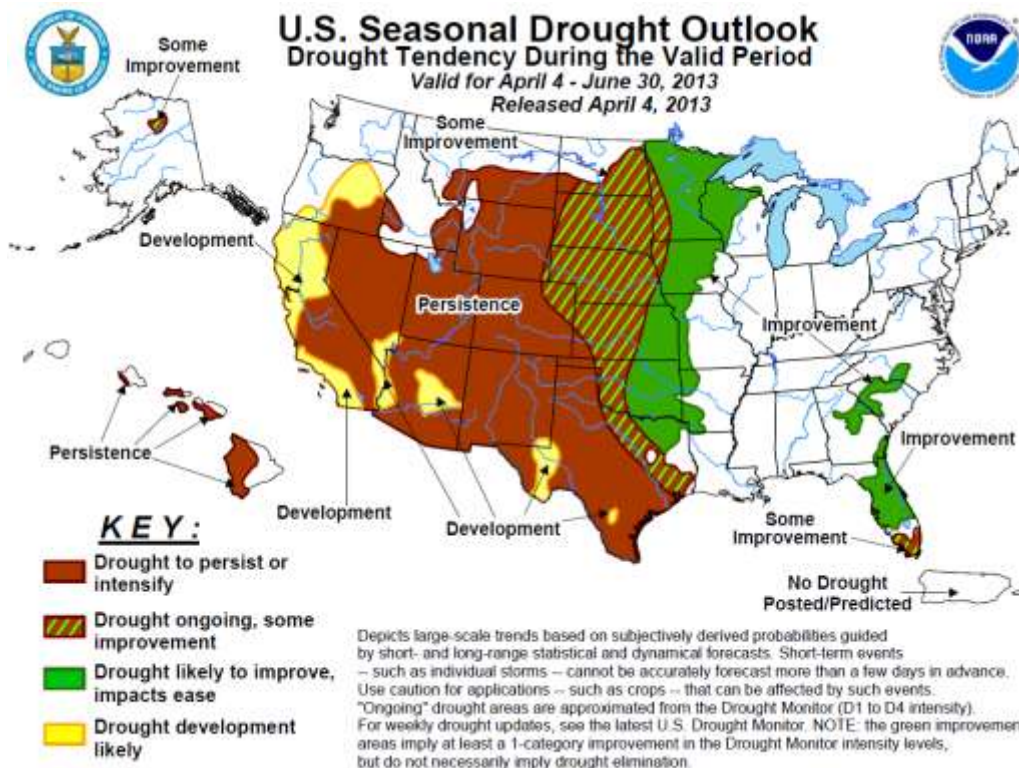 U.S. Seasonal Drought Outlook
Drought Tendency During the Valid Period
Valid for April 4 - June 30, 2013
Released April 4, 2013
NOAA
Some
Improvement
Some
Improvement
Development
Persistence
Improvement
Persistence
Improvement
Development
Development
Some
Improvement
No Drought
Posted/Predicted
KEY:
Drought to persist or
intensify
Drought ongoing, some
improvement
Drought likely to improve,
impacts ease
Drought development
likely
Depicts large-scale trends based on subjectively derived probabilities guided
by short- and long-range statistical and dynamical forecasts. Short-term events
-- such as individual storms -- cannot be accurately forecast more than a few days in advance.
Use caution for applications -- such as crops -- that can be affected by such events.
"Ongoing" drought areas are approximated from the Drought Monitor (D1 to D4 intensity).
For weekly drought updates, see the latest U.S. Drought Monitor. NOTE: the green improvement
areas imply at least a 1-category improvement in the Drought Monitor intensity levels,
but do not necessarily imply drought elimination.